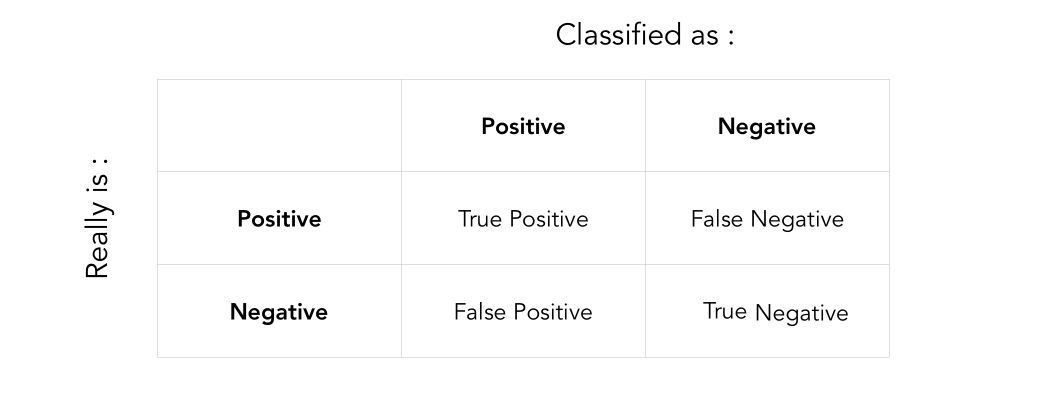 Classified as :
Really is :
Positive Negative
Positive True Positive False Negative
Negative False Positive True Negative